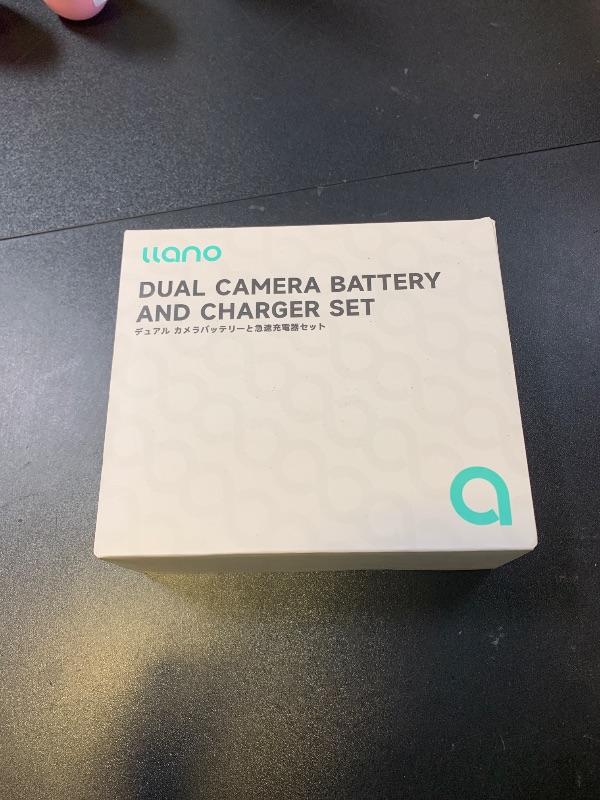 llano
DUAL CAMERA BATTERY
AND CHARGER SET
デュアル カメラバッテリーと急速充電器セット